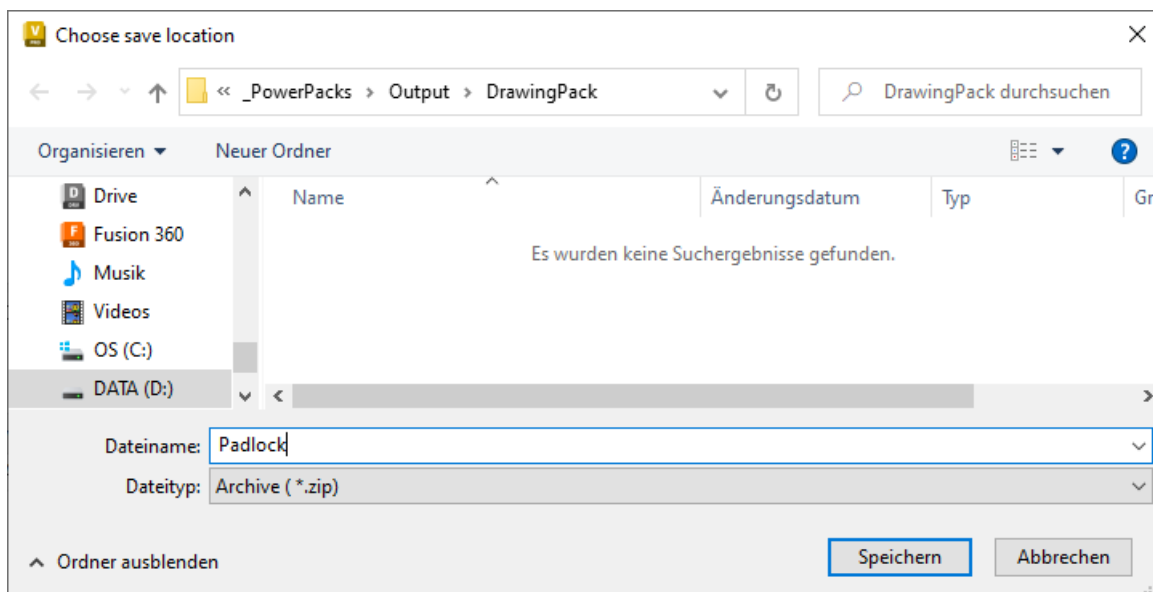 Choose save location
« _PowerPacks › Output › DrawingPack
DrawingPack durchsuchen
Organisieren
Neuer Ordner
Name
Änderungsdatum
Typ
Gr
Es wurden keine Suchergebnisse gefunden.
Drive
Fusion 360
Musik
Videos
OS (C:)
DATA (D:)
Dateiname: Padlock
Dateityp: Archive ( *.zip)
Ordner ausblenden
Speichern
Abbrechen